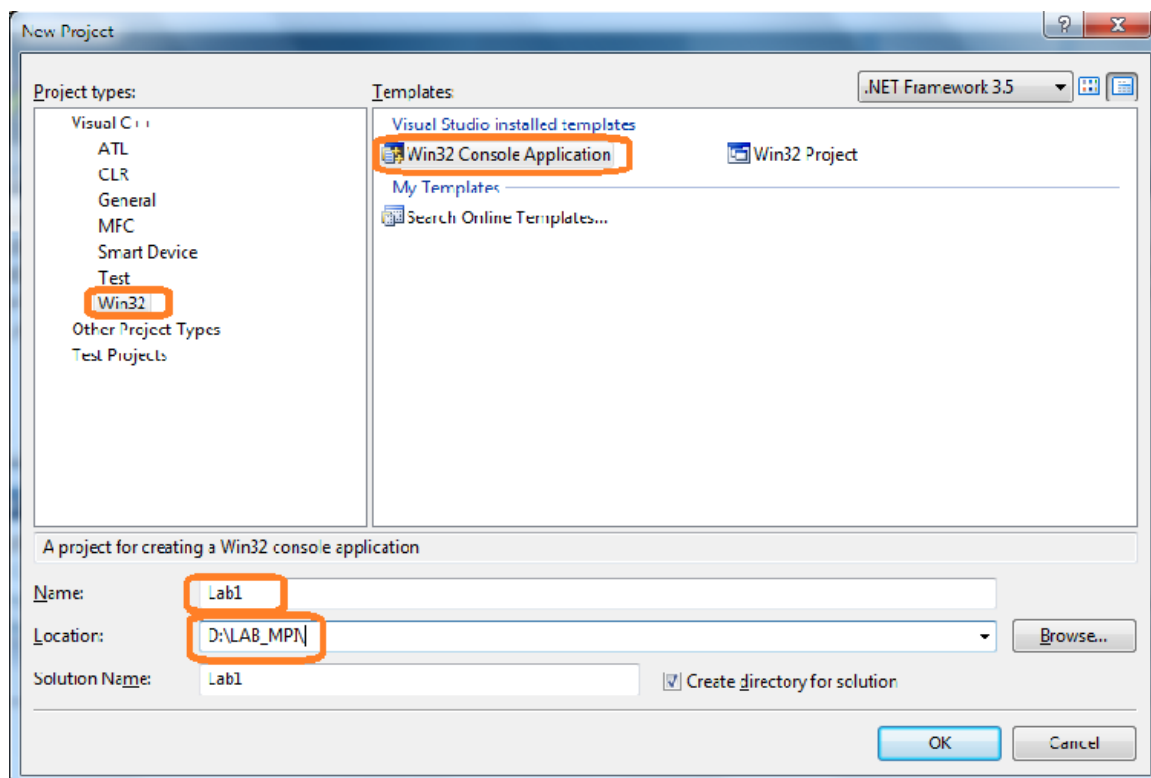 New Project
Project types:
Templates:
.NET Framework 3.5
Visual C++
ATL
CLR
General
MFC
Smart Device
Test
Win32
Other Project Types
Test Projects
Visual Studio installed templates
Win32 Console Application
Win32 Project
My Templates
Search Online Templates...
A project for creating a Win32 console application
Name:
Lab1
Location:
D:\LAB_MPI\
Browse...
Solution Name:
Lab1
Create directory for solution
OK
Cancel